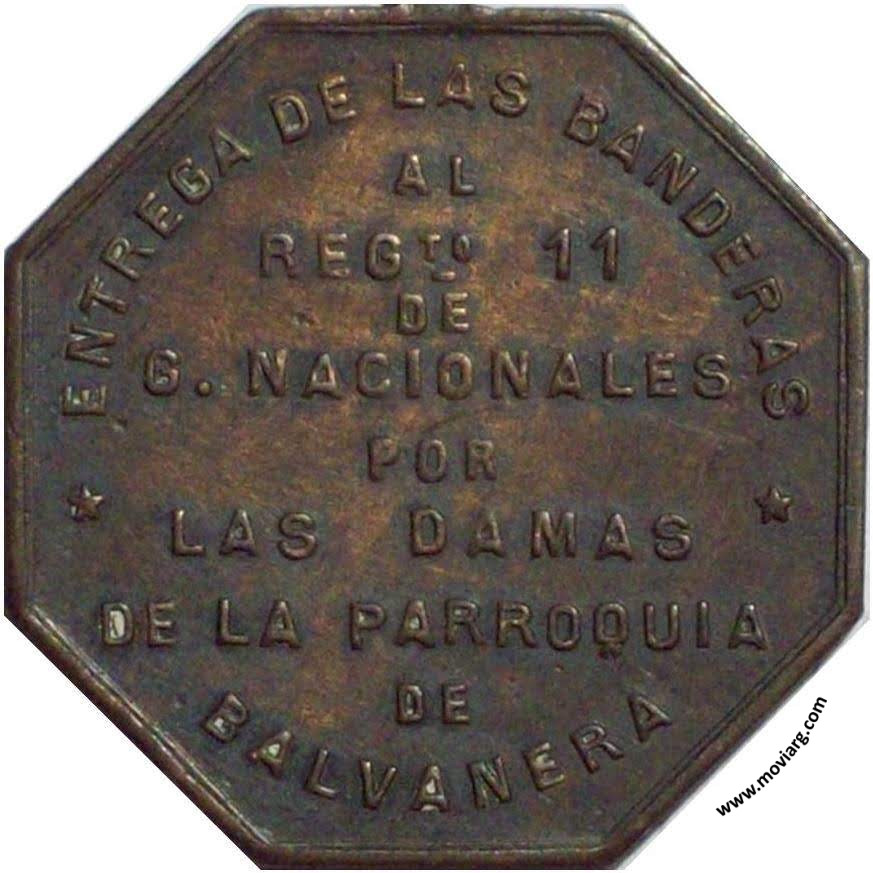 ENTREGA DE LAS BANDERAS
AL
REGTO 11
DE
G. NACIONALES
POR
LAS DAMAS
DE LA PARROQUIA
DE
BALVANERA
www.moviarg.com